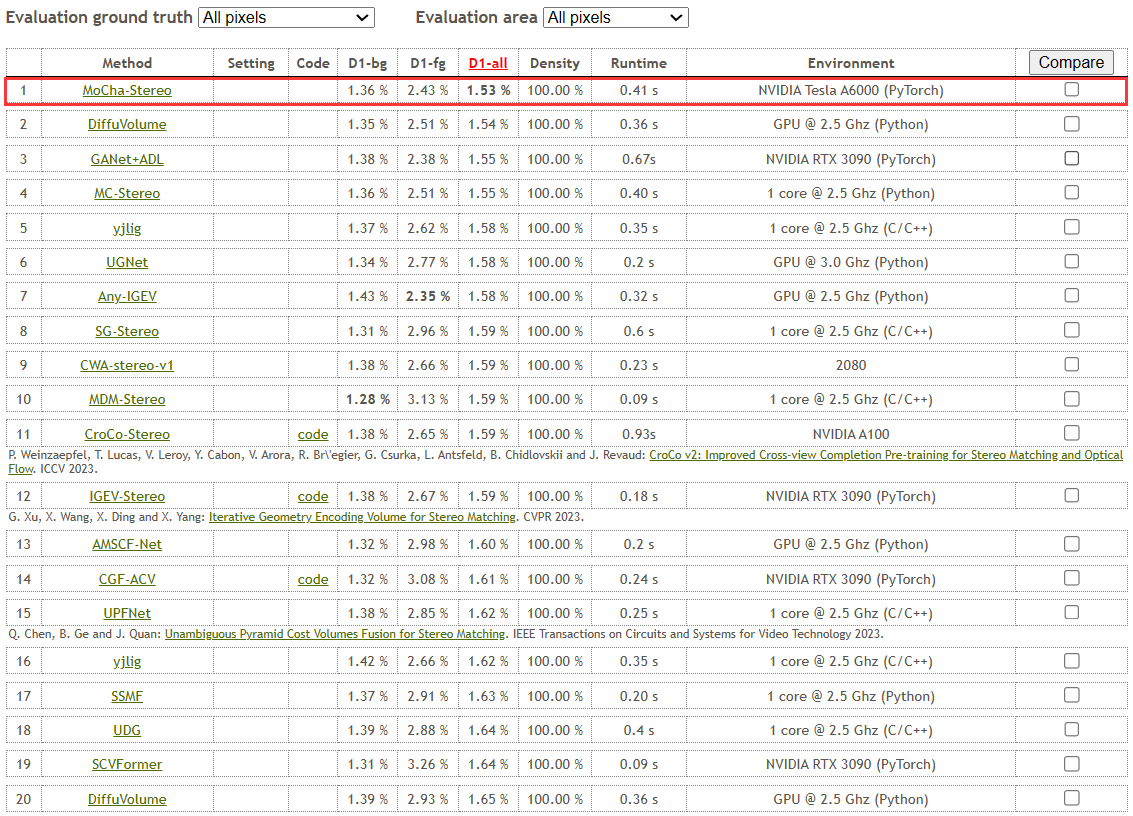 Evaluation ground truth All pixels Evaluation area All pixels
Method Setting Code D1-bg D1-fg D1-all Density Runtime Environment Compare
1 MoCha-Stereo 1.36 % 2.43 % 1.53 % 100.00 % 0.41 s NVIDIA Tesla A6000 (PyTorch)
2 DiffuVolume 1.35 % 2.51 % 1.54 % 100.00 % 0.36 s GPU @ 2.5 Ghz (Python)
3 GANet+ADL 1.38 % 2.38 % 1.55 % 100.00 % 0.67s NVIDIA RTX 3090 (PyTorch)
4 MC-Stereo 1.36 % 2.51 % 1.55 % 100.00 % 0.40 s 1 core @ 2.5 Ghz (Python)
5 yjlig 1.37 % 2.62 % 1.58 % 100.00 % 0.35 s 1 core @ 2.5 Ghz (C/C++)
6 UGNet 1.34 % 2.77 % 1.58 % 100.00 % 0.2 s GPU @ 3.0 Ghz (Python)
7 Any-IGEV 1.43 % 2.35 % 1.58 % 100.00 % 0.32 s GPU @ 2.5 Ghz (Python)
8 SG-Stereo 1.31 % 2.96 % 1.59 % 100.00 % 0.6 s 1 core @ 2.5 Ghz (C/C++)
9 CWA-stereo-v1 1.38 % 2.66 % 1.59 % 100.00 % 0.23 s 2080
10 MDM-Stereo 1.28 % 3.13 % 1.59 % 100.00 % 0.09 s 1 core @ 2.5 Ghz (C/C++)
11 CroCo-Stereo code 1.38 % 2.65 % 1.59 % 100.00 % 0.93s NVIDIA A100
P. Weinzaepfel, T. Lucas, V. Leroy, Y. Cabon, V. Arora, R. Br\'egier, G. Csurka, L. Antsfeld, B. Chidlovskii and J. Revaud: CroCo v2: Improved Cross-view Completion Pre-training for Stereo Matching and Optical
Flow. ICCV 2023.
12 IGEV-Stereo code 1.38 % 2.67 % 1.59 % 100.00 % 0.18 s NVIDIA RTX 3090 (PyTorch)
G. Xu, X. Wang, X. Ding and X. Yang: Iterative Geometry Encoding Volume for Stereo Matching. CVPR 2023.
13 AMSCF-Net 1.32 % 2.98 % 1.60 % 100.00 % 0.2 s GPU @ 2.5 Ghz (Python)
14 CGF-ACV code 1.32 % 3.08 % 1.61 % 100.00 % 0.24 s NVIDIA RTX 3090 (PyTorch)
15 UPFNet 1.38 % 2.85 % 1.62 % 100.00 % 0.25 s 1 core @ 2.5 Ghz (C/C++)
Q. Chen, B. Ge and J. Quan: Unambiguous Pyramid Cost Volumes Fusion for Stereo Matching. IEEE Transactions on Circuits and Systems for Video Technology 2023.
16 yjlig 1.42 % 2.66 % 1.62 % 100.00 % 0.35 s 1 core @ 2.5 Ghz (C/C++)
17 SSMF 1.37 % 2.91 % 1.63 % 100.00 % 0.20 s 1 core @ 2.5 Ghz (Python)
18 UDG 1.39 % 2.88 % 1.64 % 100.00 % 0.4 s 1 core @ 2.5 Ghz (C/C++)
19 SCVFormer 1.31 % 3.26 % 1.64 % 100.00 % 0.09 s NVIDIA RTX 3090 (PyTorch)
20 DiffuVolume 1.39 % 2.93 % 1.65 % 100.00 % 0.36 s GPU @ 2.5 Ghz (Python)